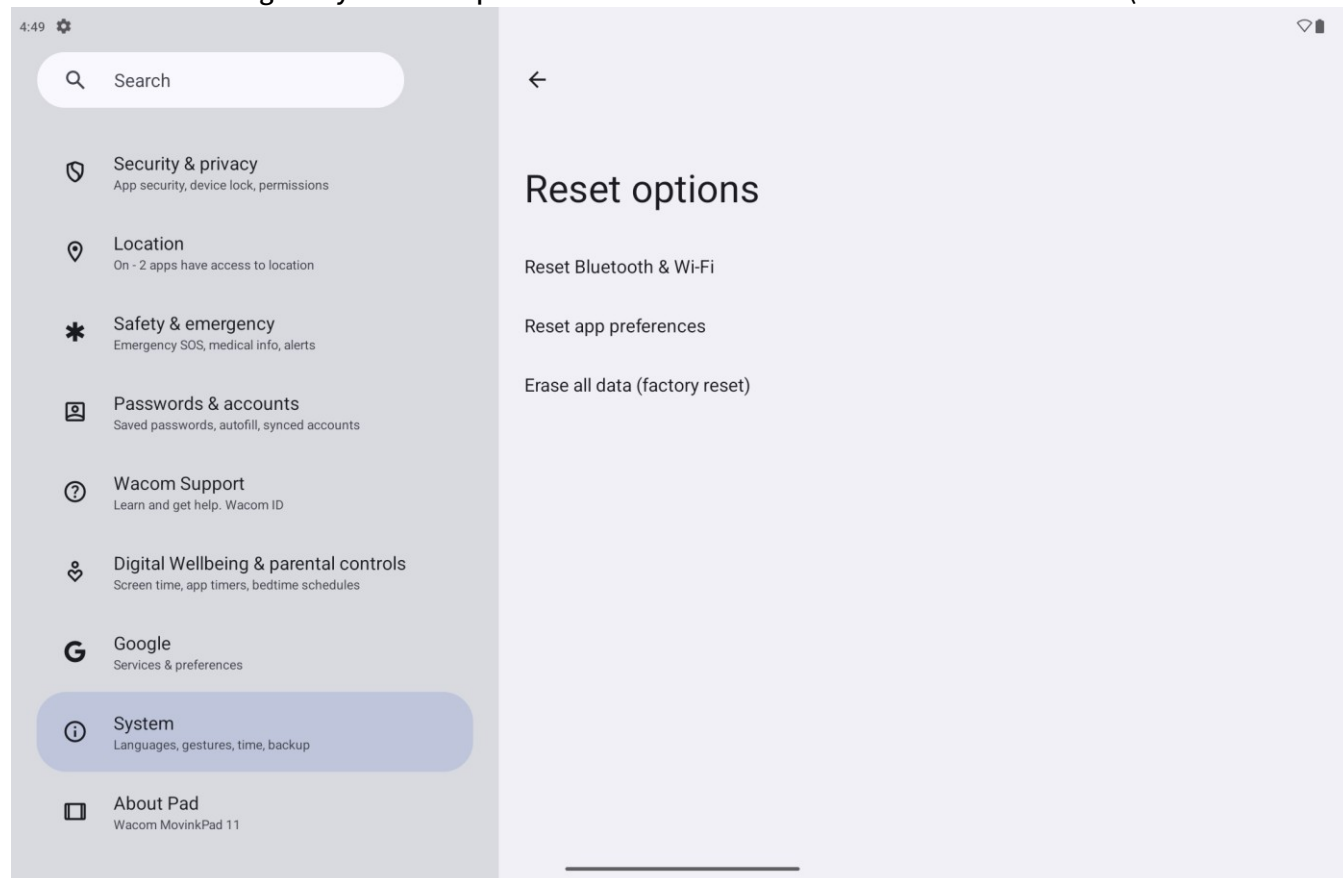 4:49
Search
Security & privacy
App security, device lock, permissions
Location
On - 2 apps have access to location
Safety & emergency
Emergency SOS, medical info, alerts
Passwords & accounts
Saved passwords, autofill, synced accounts
Wacom Support
Learn and get help. Wacom ID
Digital Wellbeing & parental controls
Screen time, app timers, bedtime schedules
Google
Services & preferences
System
Languages, gestures, time, backup
About Pad
Wacom MovinkPad 11
Reset options
Reset Bluetooth & Wi-Fi
Reset app preferences
Erase all data (factory reset)